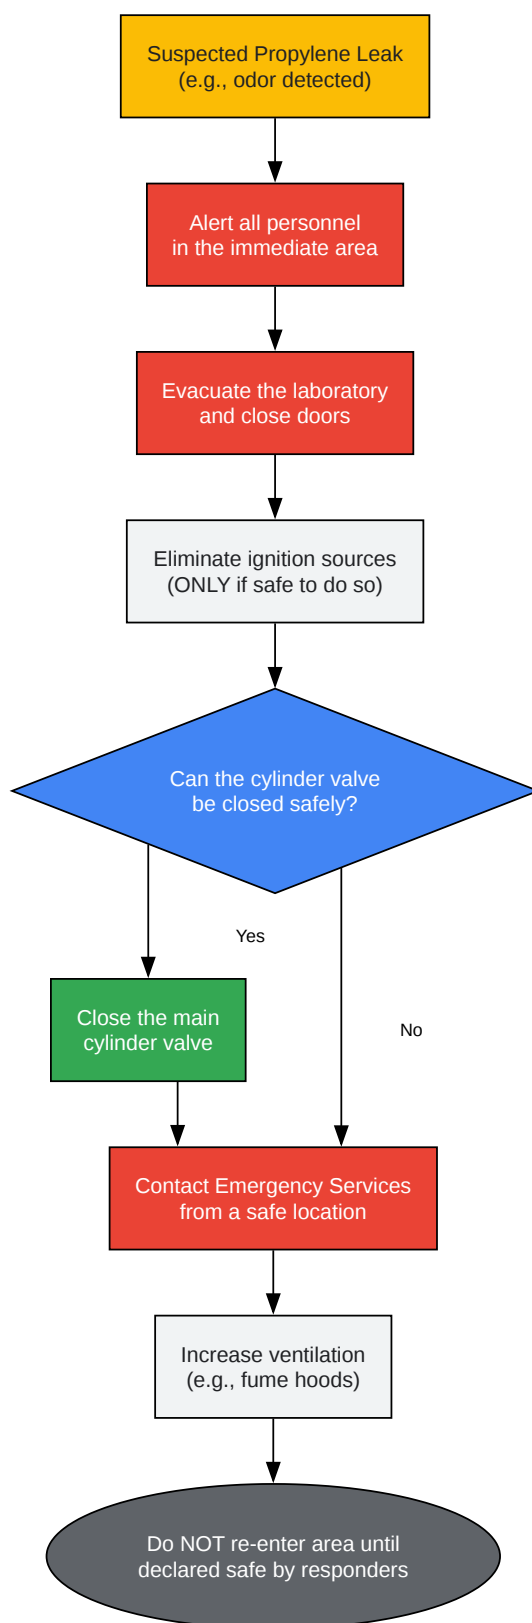 Suspected Propylene Leak
(e.g., odor detected)
Alert all personnel
in the immediate area
Evacuate the laboratory
and close doors
Eliminate ignition sources
(ONLY if safe to do so)
Can the cylinder valve
be closed safely?
Yes
Close the main
cylinder valve
No
Contact Emergency Services
from a safe location
Increase ventilation
(e.g., fume hoods)
Do NOT re-enter area until
declared safe by responders